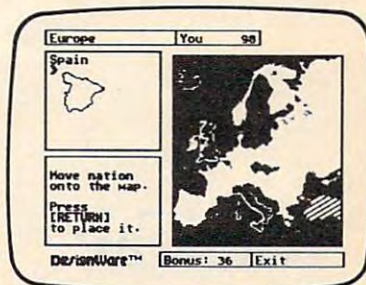 Europe You 98
Spain
Move nation
onto the map.
Press
[RETURN]
to place it.
DesignWare™ Bonus: 36 Exit